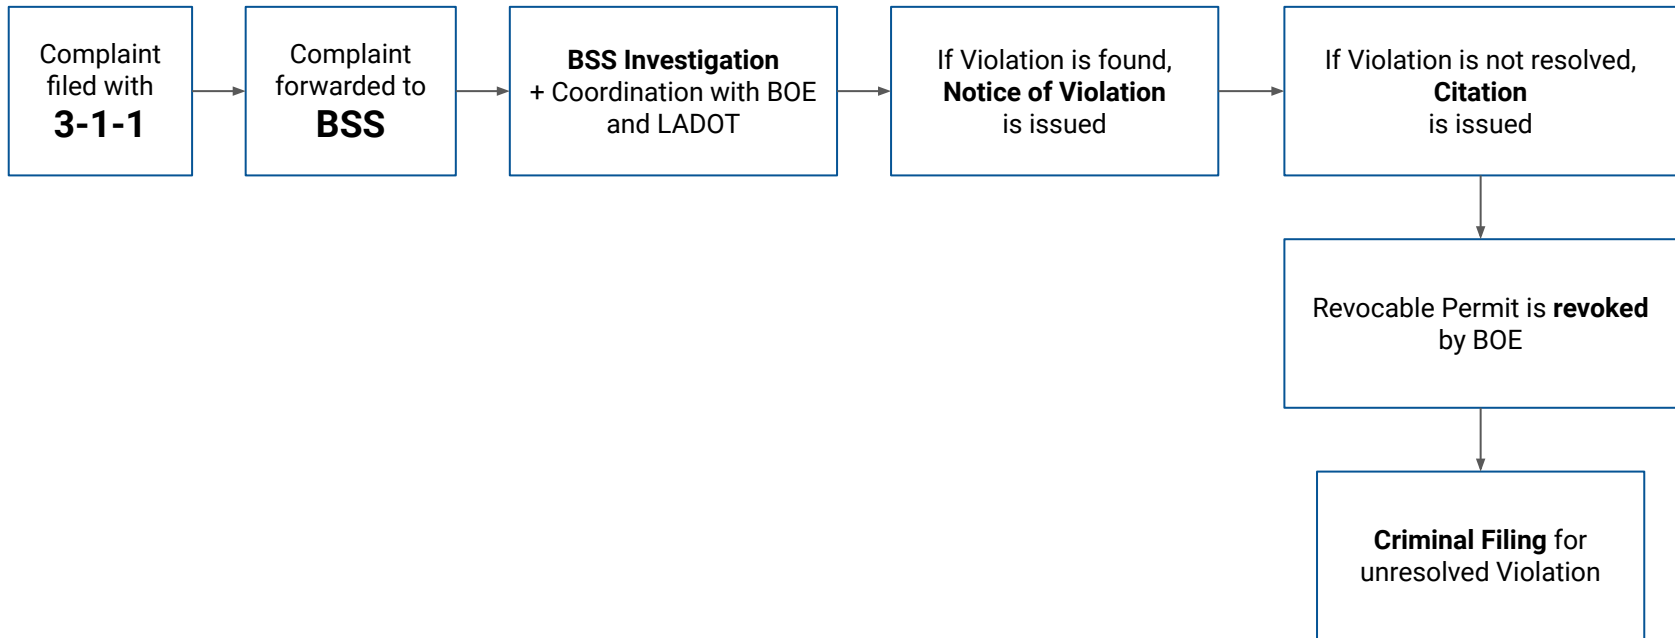 Complaint
filed with
3-1-1
Complaint
forwarded to
BSS
BSS Investigation
+ Coordination with BOE
and LADOT
If Violation is found,
Notice of Violation
is issued
If Violation is not resolved,
Citation
is issued
Revocable Permit is revoked
by BOE
Criminal Filing for
unresolved Violation